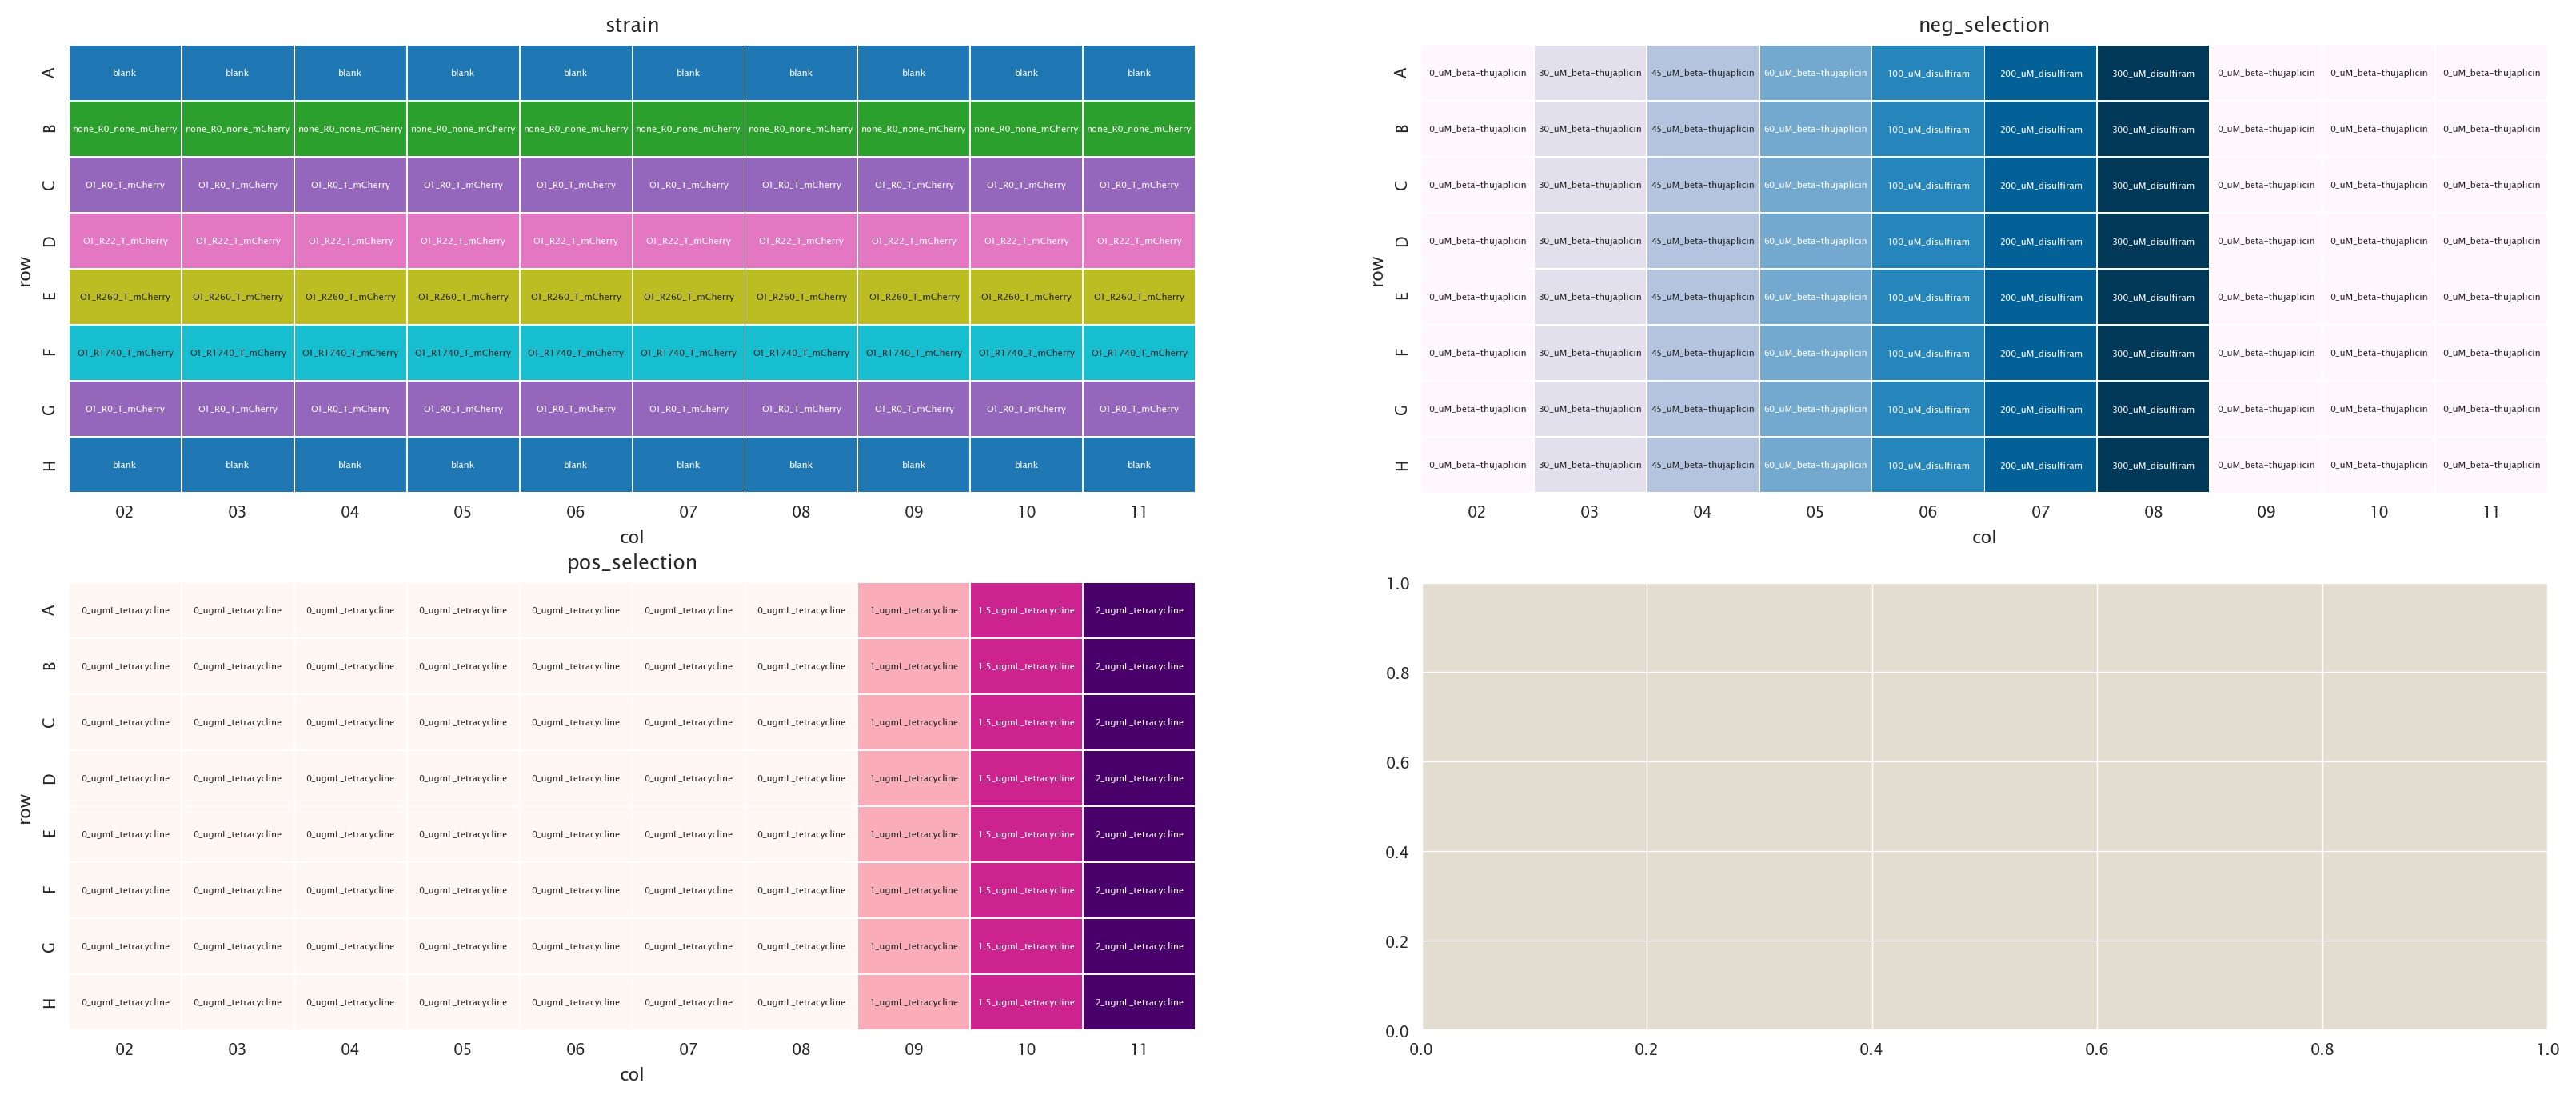 strain
A blank blank blank blank blank blank blank blank blank blank
B none_R0_none_mCherry none_R0_none_mCherry none_R0_none_mCherry none_R0_none_mCherry none_R0_none_mCherry none_R0_none_mCherry none_R0_none_mCherry none_R0_none_mCherry none_R0_none_mCherry none_R0_none_mCherry
C O1_R0_T_mCherry O1_R0_T_mCherry O1_R0_T_mCherry O1_R0_T_mCherry O1_R0_T_mCherry O1_R0_T_mCherry O1_R0_T_mCherry O1_R0_T_mCherry O1_R0_T_mCherry O1_R0_T_mCherry
D O1_R22_T_mCherry O1_R22_T_mCherry O1_R22_T_mCherry O1_R22_T_mCherry O1_R22_T_mCherry O1_R22_T_mCherry O1_R22_T_mCherry O1_R22_T_mCherry O1_R22_T_mCherry O1_R22_T_mCherry
row
E O1_R260_T_mCherry O1_R260_T_mCherry O1_R260_T_mCherry O1_R260_T_mCherry O1_R260_T_mCherry O1_R260_T_mCherry O1_R260_T_mCherry O1_R260_T_mCherry O1_R260_T_mCherry O1_R260_T_mCherry
F O1_R1740_T_mCherry O1_R1740_T_mCherry O1_R1740_T_mCherry O1_R1740_T_mCherry O1_R1740_T_mCherry O1_R1740_T_mCherry O1_R1740_T_mCherry O1_R1740_T_mCherry O1_R1740_T_mCherry O1_R1740_T_mCherry
G O1_R0_T_mCherry O1_R0_T_mCherry O1_R0_T_mCherry O1_R0_T_mCherry O1_R0_T_mCherry O1_R0_T_mCherry O1_R0_T_mCherry O1_R0_T_mCherry O1_R0_T_mCherry O1_R0_T_mCherry
H blank blank blank blank blank blank blank blank blank blank
02 03 04 05 06 07 08 09 10 11
col
neg_selection
A 0_uM_beta-thujaplicin 30_uM_beta-thujaplicin 45_uM_beta-thujaplicin 60_uM_beta-thujaplicin 100_uM_disulfiram 200_uM_disulfiram 300_uM_disulfiram 0_uM_beta-thujaplicin 0_uM_beta-thujaplicin 0_uM_beta-thujaplicin
B 0_uM_beta-thujaplicin 30_uM_beta-thujaplicin 45_uM_beta-thujaplicin 60_uM_beta-thujaplicin 100_uM_disulfiram 200_uM_disulfiram 300_uM_disulfiram 0_uM_beta-thujaplicin 0_uM_beta-thujaplicin 0_uM_beta-thujaplicin
C 0_uM_beta-thujaplicin 30_uM_beta-thujaplicin 45_uM_beta-thujaplicin 60_uM_beta-thujaplicin 100_uM_disulfiram 200_uM_disulfiram 300_uM_disulfiram 0_uM_beta-thujaplicin 0_uM_beta-thujaplicin 0_uM_beta-thujaplicin
D 0_uM_beta-thujaplicin 30_uM_beta-thujaplicin 45_uM_beta-thujaplicin 60_uM_beta-thujaplicin 100_uM_disulfiram 200_uM_disulfiram 300_uM_disulfiram 0_uM_beta-thujaplicin 0_uM_beta-thujaplicin 0_uM_beta-thujaplicin
row
E 0_uM_beta-thujaplicin 30_uM_beta-thujaplicin 45_uM_beta-thujaplicin 60_uM_beta-thujaplicin 100_uM_disulfiram 200_uM_disulfiram 300_uM_disulfiram 0_uM_beta-thujaplicin 0_uM_beta-thujaplicin 0_uM_beta-thujaplicin
F 0_uM_beta-thujaplicin 30_uM_beta-thujaplicin 45_uM_beta-thujaplicin 60_uM_beta-thujaplicin 100_uM_disulfiram 200_uM_disulfiram 300_uM_disulfiram 0_uM_beta-thujaplicin 0_uM_beta-thujaplicin 0_uM_beta-thujaplicin
G 0_uM_beta-thujaplicin 30_uM_beta-thujaplicin 45_uM_beta-thujaplicin 60_uM_beta-thujaplicin 100_uM_disulfiram 200_uM_disulfiram 300_uM_disulfiram 0_uM_beta-thujaplicin 0_uM_beta-thujaplicin 0_uM_beta-thujaplicin
H 0_uM_beta-thujaplicin 30_uM_beta-thujaplicin 45_uM_beta-thujaplicin 60_uM_beta-thujaplicin 100_uM_disulfiram 200_uM_disulfiram 300_uM_disulfiram 0_uM_beta-thujaplicin 0_uM_beta-thujaplicin 0_uM_beta-thujaplicin
02 03 04 05 06 07 08 09 10 11
col
pos_selection
A 0_ugmL_tetracycline 0_ugmL_tetracycline 0_ugmL_tetracycline 0_ugmL_tetracycline 0_ugmL_tetracycline 0_ugmL_tetracycline 0_ugmL_tetracycline 1_ugmL_tetracycline 1.5_ugmL_tetracycline 2_ugmL_tetracycline
B 0_ugmL_tetracycline 0_ugmL_tetracycline 0_ugmL_tetracycline 0_ugmL_tetracycline 0_ugmL_tetracycline 0_ugmL_tetracycline 0_ugmL_tetracycline 1_ugmL_tetracycline 1.5_ugmL_tetracycline 2_ugmL_tetracycline
C 0_ugmL_tetracycline 0_ugmL_tetracycline 0_ugmL_tetracycline 0_ugmL_tetracycline 0_ugmL_tetracycline 0_ugmL_tetracycline 0_ugmL_tetracycline 1_ugmL_tetracycline 1.5_ugmL_tetracycline 2_ugmL_tetracycline
D 0_ugmL_tetracycline 0_ugmL_tetracycline 0_ugmL_tetracycline 0_ugmL_tetracycline 0_ugmL_tetracycline 0_ugmL_tetracycline 0_ugmL_tetracycline 1_ugmL_tetracycline 1.5_ugmL_tetracycline 2_ugmL_tetracycline
row
E 0_ugmL_tetracycline 0_ugmL_tetracycline 0_ugmL_tetracycline 0_ugmL_tetracycline 0_ugmL_tetracycline 0_ugmL_tetracycline 0_ugmL_tetracycline 1_ugmL_tetracycline 1.5_ugmL_tetracycline 2_ugmL_tetracycline
F 0_ugmL_tetracycline 0_ugmL_tetracycline 0_ugmL_tetracycline 0_ugmL_tetracycline 0_ugmL_tetracycline 0_ugmL_tetracycline 0_ugmL_tetracycline 1_ugmL_tetracycline 1.5_ugmL_tetracycline 2_ugmL_tetracycline
G 0_ugmL_tetracycline 0_ugmL_tetracycline 0_ugmL_tetracycline 0_ugmL_tetracycline 0_ugmL_tetracycline 0_ugmL_tetracycline 0_ugmL_tetracycline 1_ugmL_tetracycline 1.5_ugmL_tetracycline 2_ugmL_tetracycline
H 0_ugmL_tetracycline 0_ugmL_tetracycline 0_ugmL_tetracycline 0_ugmL_tetracycline 0_ugmL_tetracycline 0_ugmL_tetracycline 0_ugmL_tetracycline 1_ugmL_tetracycline 1.5_ugmL_tetracycline 2_ugmL_tetracycline
02 03 04 05 06 07 08 09 10 11
col
1.0
0.8
0.6
0.4
0.2
0.0
0.0 0.2 0.4 0.6 0.8 1.0